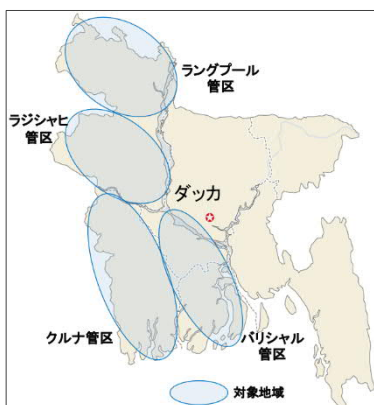 ラングプール
管区
ラジシャヒ
管区
ダッカ
クルナ管区
バリシャル
管区
対象地域